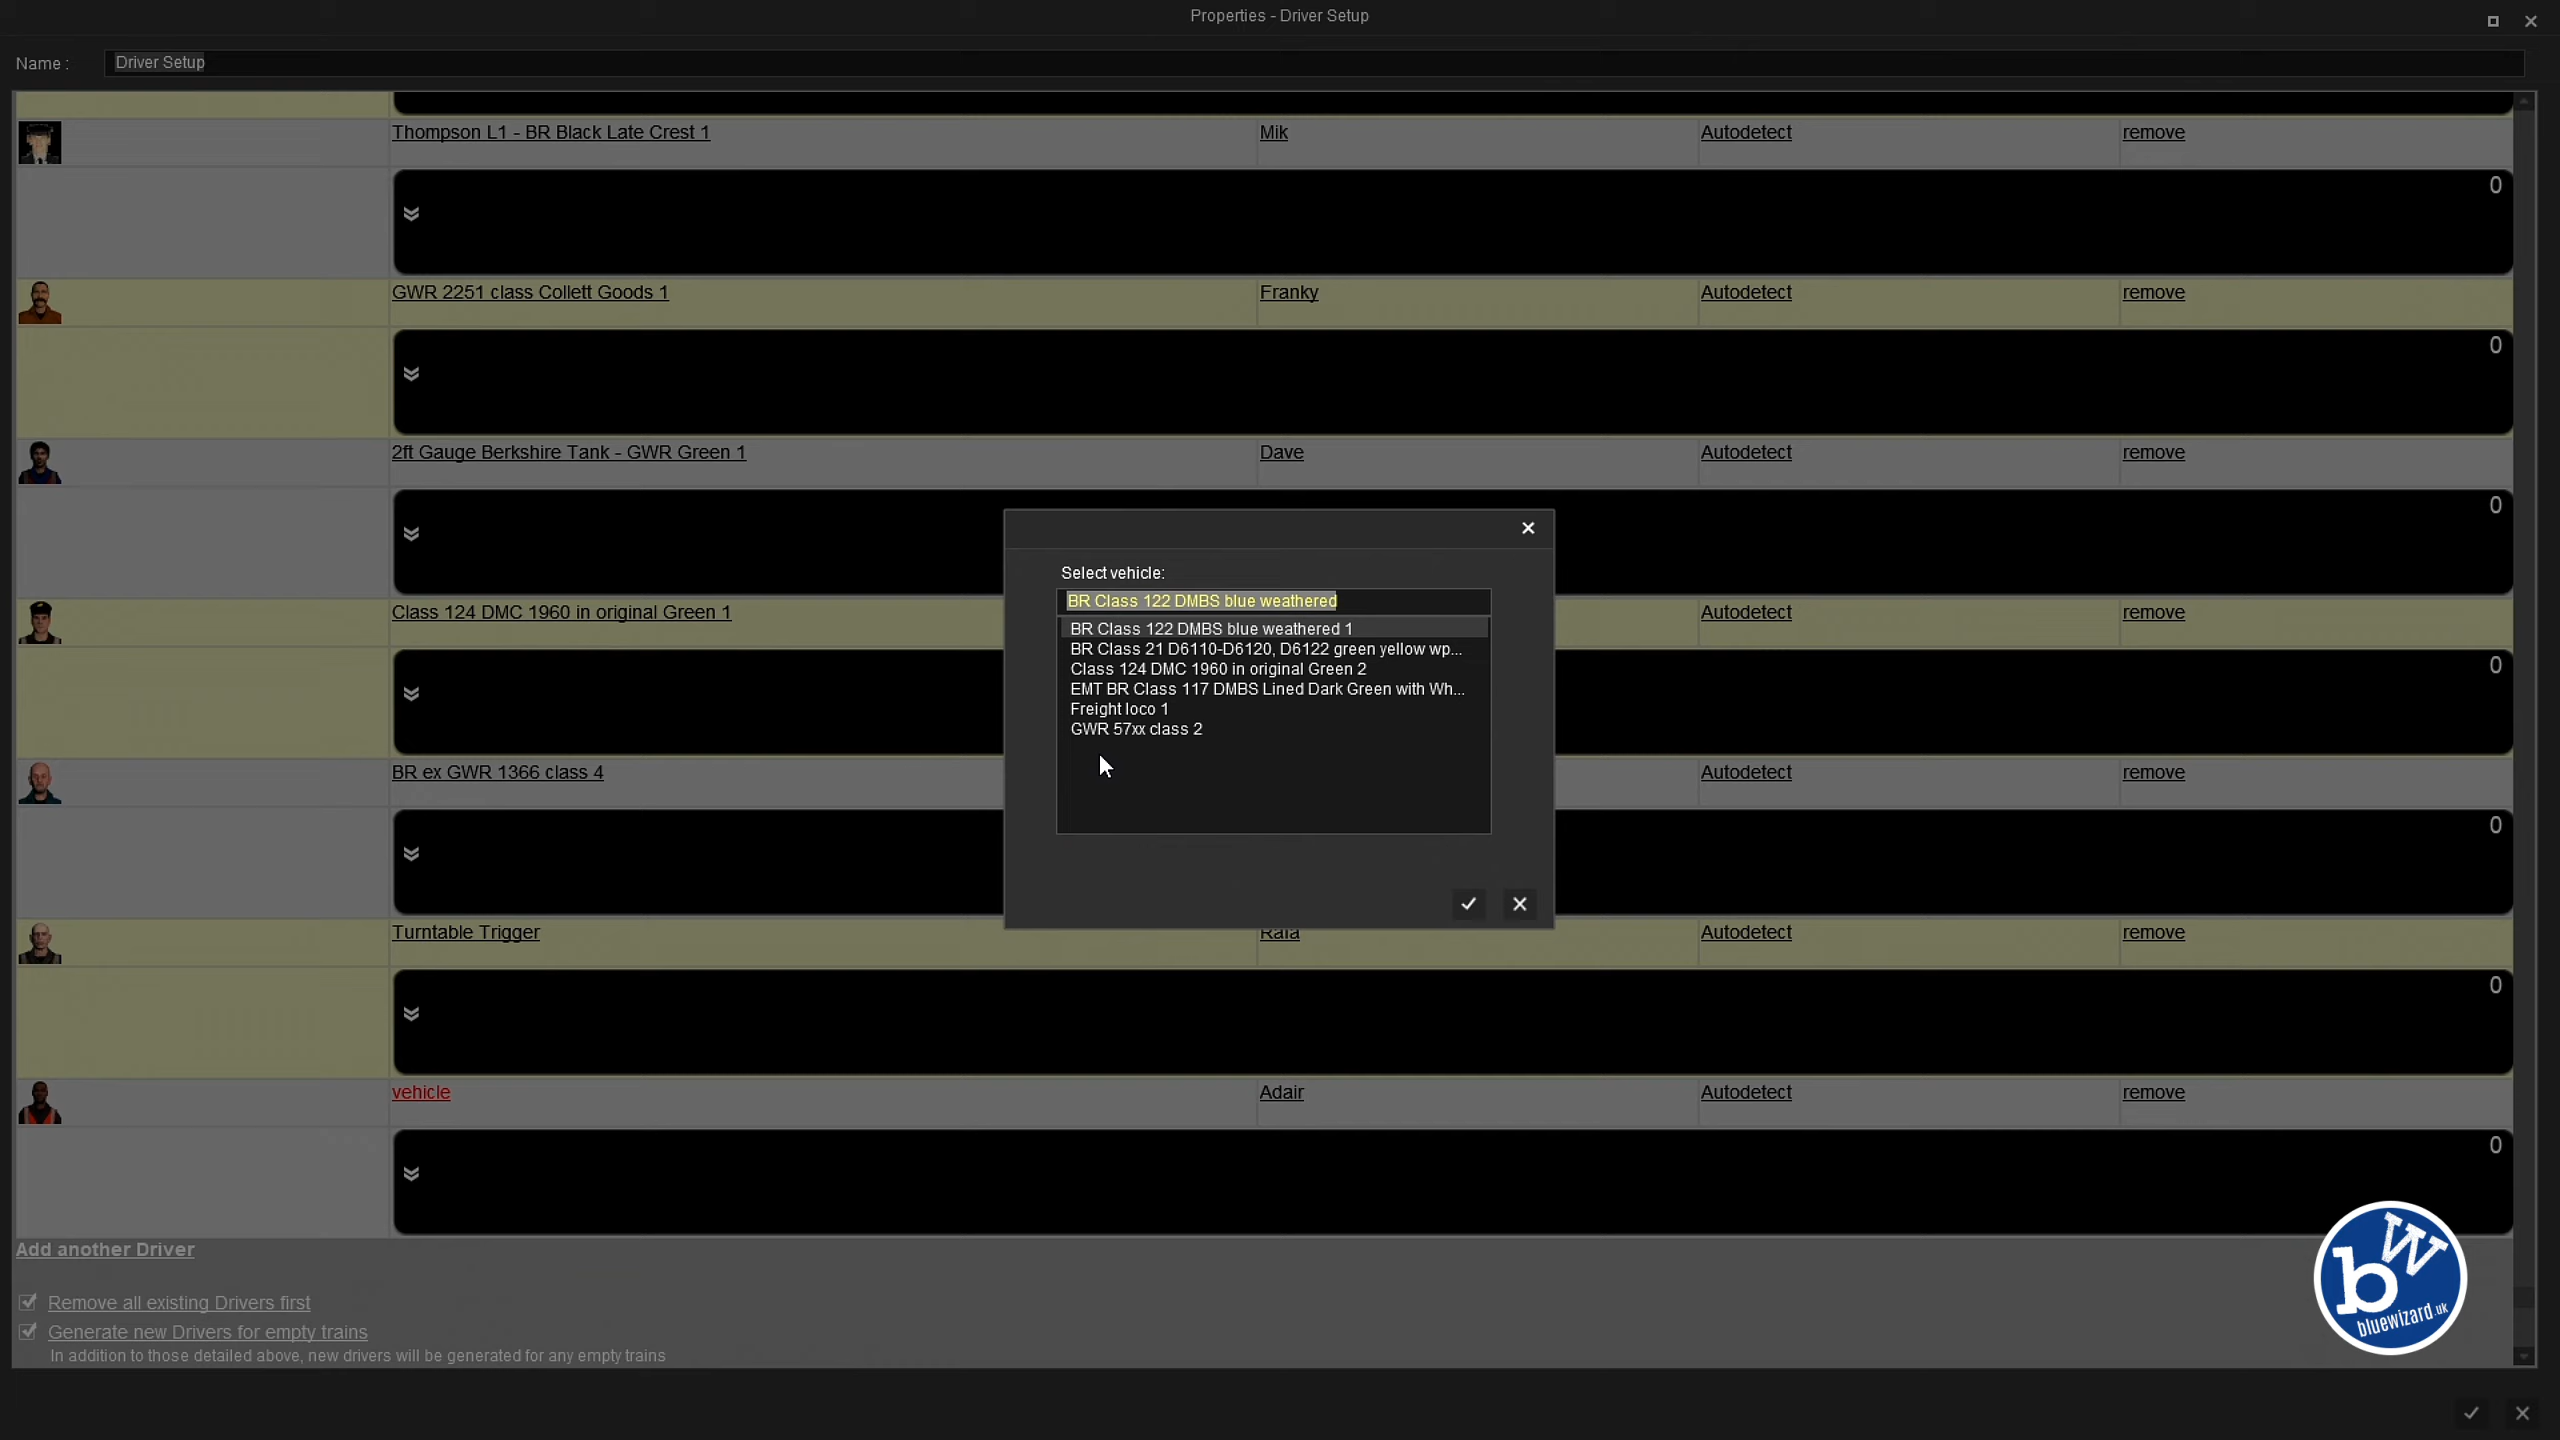 Properties - Driver Setup
Name :
Driver Setup
Thompson L1 - BR Black Late Crest 1 Mik Autodetect remove
0
GWR 2251 class Collett Goods 1 Franky Autodetect remove
0
2ft Gauge Berkshire Tank - GWR Green 1 Dave Autodetect remove
0
Class 124 DMC 1960 in original Green 1 Autodetect remove
0
BR ex GWR 1366 class 4 Autodetect remove
0
Turntable Trigger Rafa Autodetect remove
0
vehicle Adair Autodetect remove
0
Select vehicle:
BR Class 122 DMBS blue weathered
BR Class 122 DMBS blue weathered 1
BR Class 21 D6110-D6120, D6122 green yellow wp...
Class 124 DMC 1960 in original Green 2
EMT BR Class 117 DMBS Lined Dark Green with Wh...
Freight loco 1
GWR 57xx class 2
Add another Driver
Remove all existing Drivers first
Generate new Drivers for empty trains
In addition to those detailed above, new drivers will be generated for any empty trains
bw
bluewizard.uk